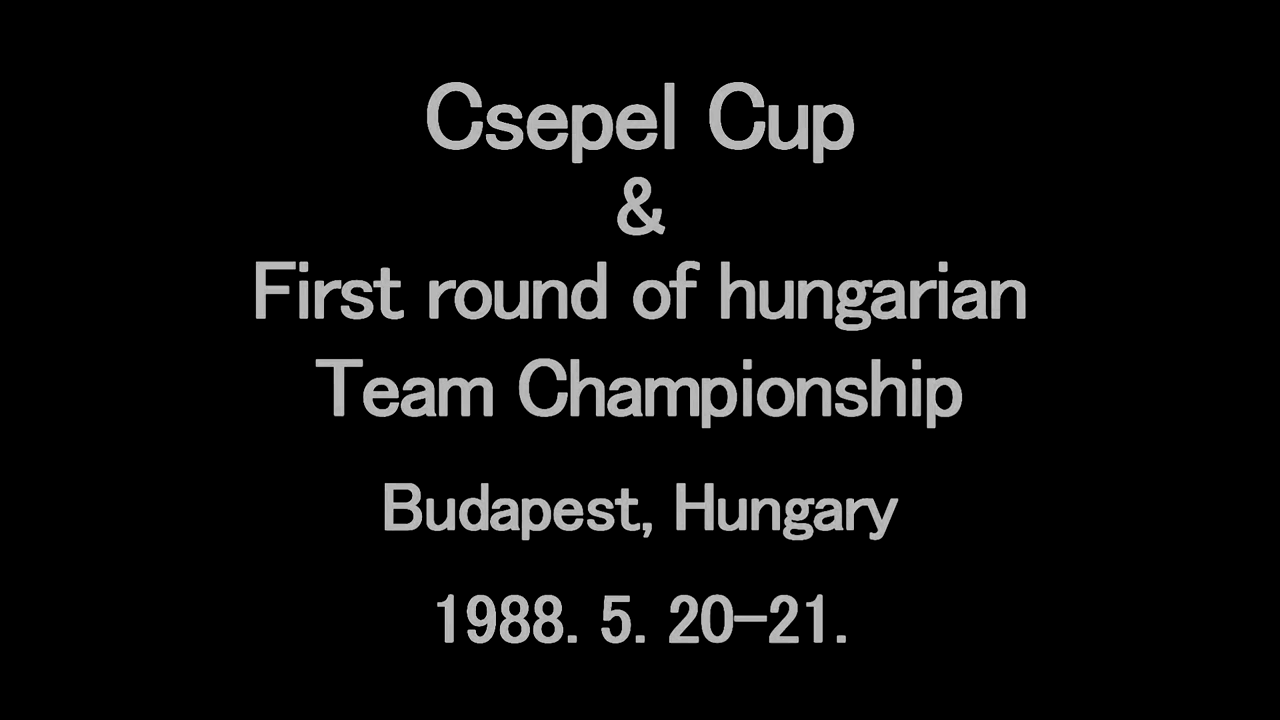 Csepel Cup
&
First round of hungarian
Team Championship
Budapest, Hungary
1988. 5. 20-21.